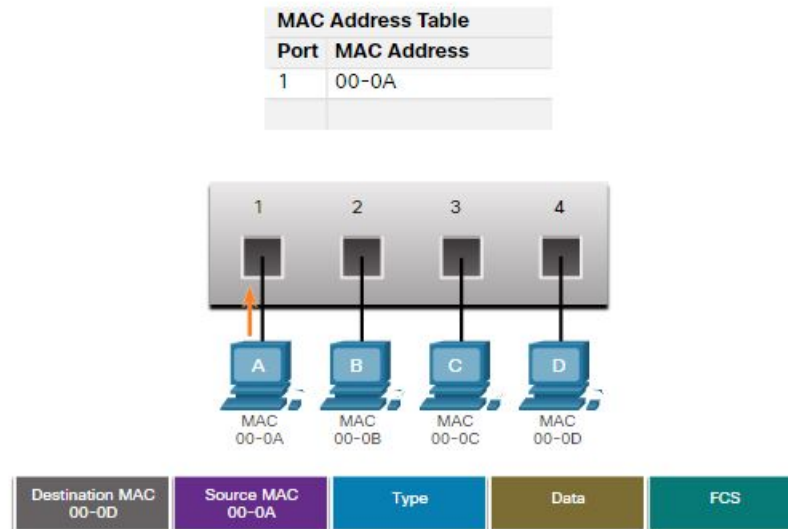 MAC Address Table
Port MAC Address
1 00-0A
1 2 3 4
A B C D
MAC MAC MAC MAC
00-0A 00-0B 00-0C 00-0D
Destination MAC Source MAC Type Data FCS
00-0D 00-0A